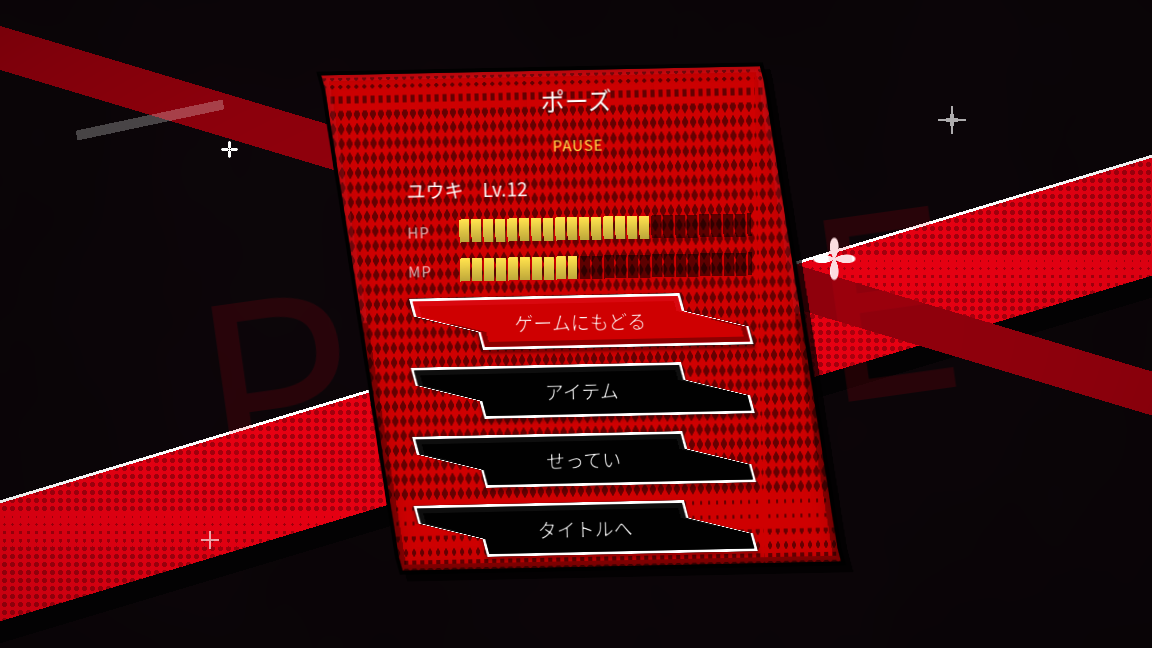 ポーズ
PAUSE
ユウキ Lv.12
HP
MP
ゲームにもどる
アイテム
せってい
タイトルへ
P
E